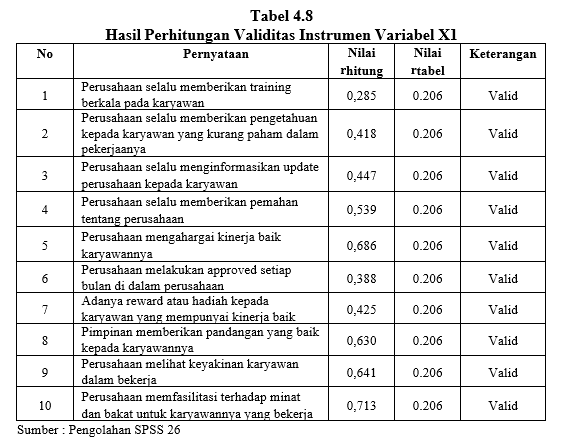 Tabel 4.8
Hasil Perhitungan Validitas Instrumen Variabel X1
No Pernyataan Nilai rhitung Nilai rtabel Keterangan
1 Perusahaan selalu memberikan training 0,285 0.206 Valid
berkala pada karyawan
2 Perusahaan selalu memberikan pengetahuan 0,418 0.206 Valid
kepada karyawan yang kurang paham dalam
pekerjaanya
3 Perusahaan selalu menginformasikan update 0,447 0.206 Valid
perusahaan kepada karyawan
4 Perusahaan selalu memberikan pemahan 0,539 0.206 Valid
tentang perusahaan
5 Perusahaan mengahargai kinerja baik 0,686 0.206 Valid
karyawannya
6 Perusahaan melakukan approved setiap 0,388 0.206 Valid
bulan di dalam perusahaan
7 Adanya reward atau hadiah kepada 0,425 0.206 Valid
karyawan yang mempunyai kinerja baik
8 Pimpinan memberikan pandangan yang baik 0,630 0.206 Valid
kepada karyawannya
9 Perusahaan melihat keyakinan karyawan 0,641 0.206 Valid
dalam bekerja
10 Perusahaan memfasilitasi terhadap minat 0,713 0.206 Valid
dan bakat untuk karyawannya yang bekerja
Sumber : Pengolahan SPSS 26